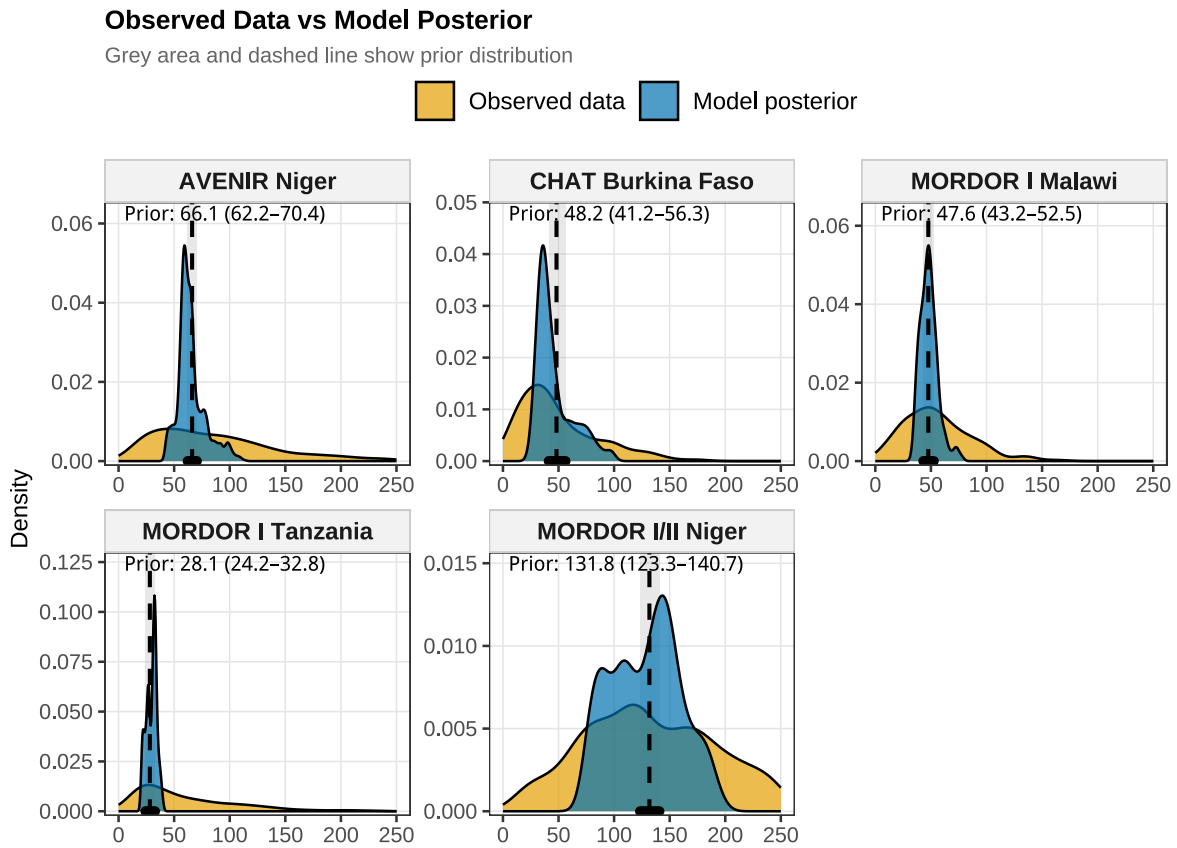 Observed Data vs Model Posterior
Grey area and dashed line show prior distribution
Observed data Model posterior
AVENIR Niger
Prior: 66.1 (62.2–70.4)
0.06
0.04
0.02
0.00
0 50 100 150 200 250
CHAT Burkina Faso
Prior: 48.2 (41.2–56.3)
0.05
0.04
0.03
0.02
0.01
0.00
0 50 100 150 200 250
MORDOR I Malawi
Prior: 47.6 (43.2–52.5)
0.06
0.04
0.02
0.00
0 50 100 150 200 250
Density
MORDOR I Tanzania
Prior: 28.1 (24.2–32.8)
0.125
0.100
0.075
0.050
0.025
0.000
0 50 100 150 200 250
MORDOR I/II Niger
Prior: 131.8 (123.3–140.7)
0.015
0.010
0.005
0.000
0 50 100 150 200 250